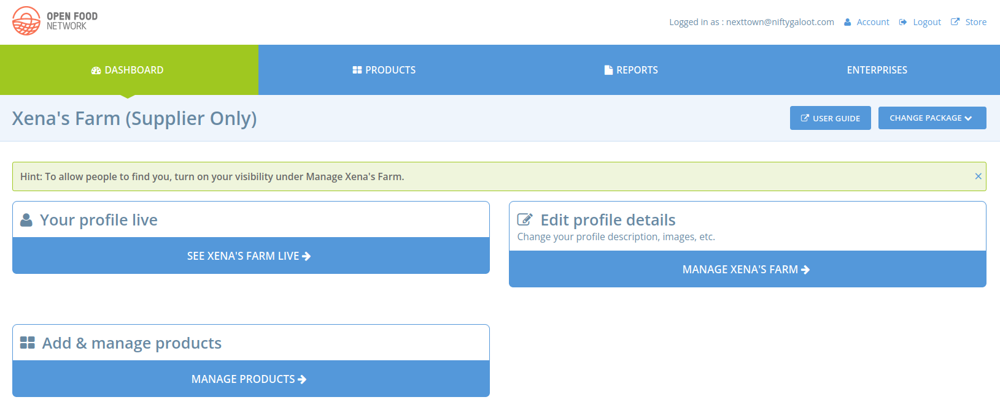 OPEN FOOD
NETWORK
Logged in as : nexttown@niftygaloot.com Account Logout Store
DASHBOARD PRODUCTS REPORTS ENTERPRISES
Xena's Farm (Supplier Only)
USER GUIDE CHANGE PACKAGE
Hint: To allow people to find you, turn on your visibility under Manage Xena's Farm.
Your profile live
SEE XENA'S FARM LIVE
Edit profile details
Change your profile description, images, etc.
MANAGE XENA'S FARM
Add & manage products
MANAGE PRODUCTS